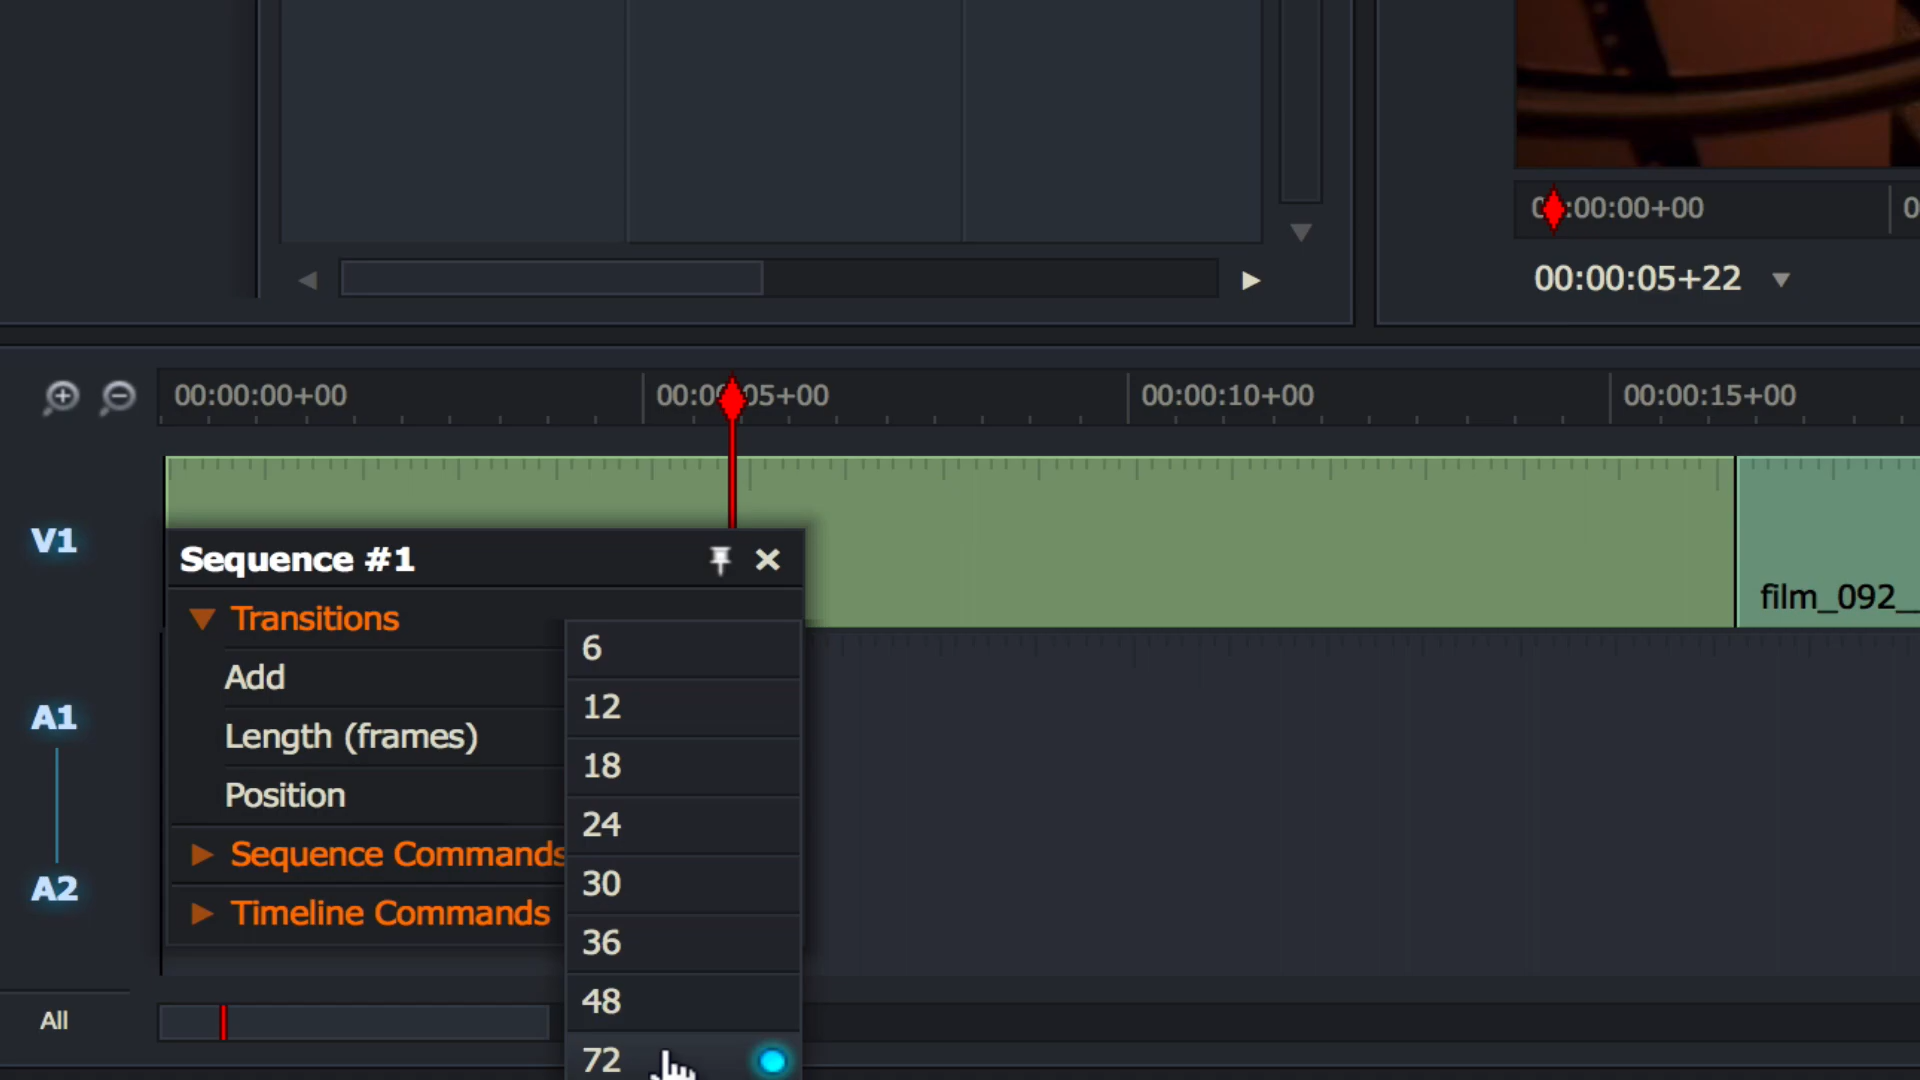 :00:00+00
0
00:00:05+22
00:00:00+00
00:0 05+00
00:00:10+00
00:00:15+00
V1
film_092_
Sequence #1
Transitions
Add
Length (frames)
Position
Sequence Commands
Timeline Commands
6
12
18
24
30
36
48
72
A1
A2
All